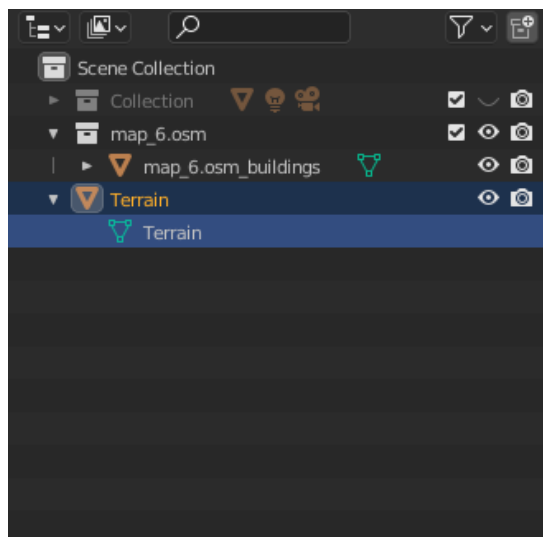 Scene Collection
Collection
map_6.osm
map_6.osm_buildings
Terrain
Terrain